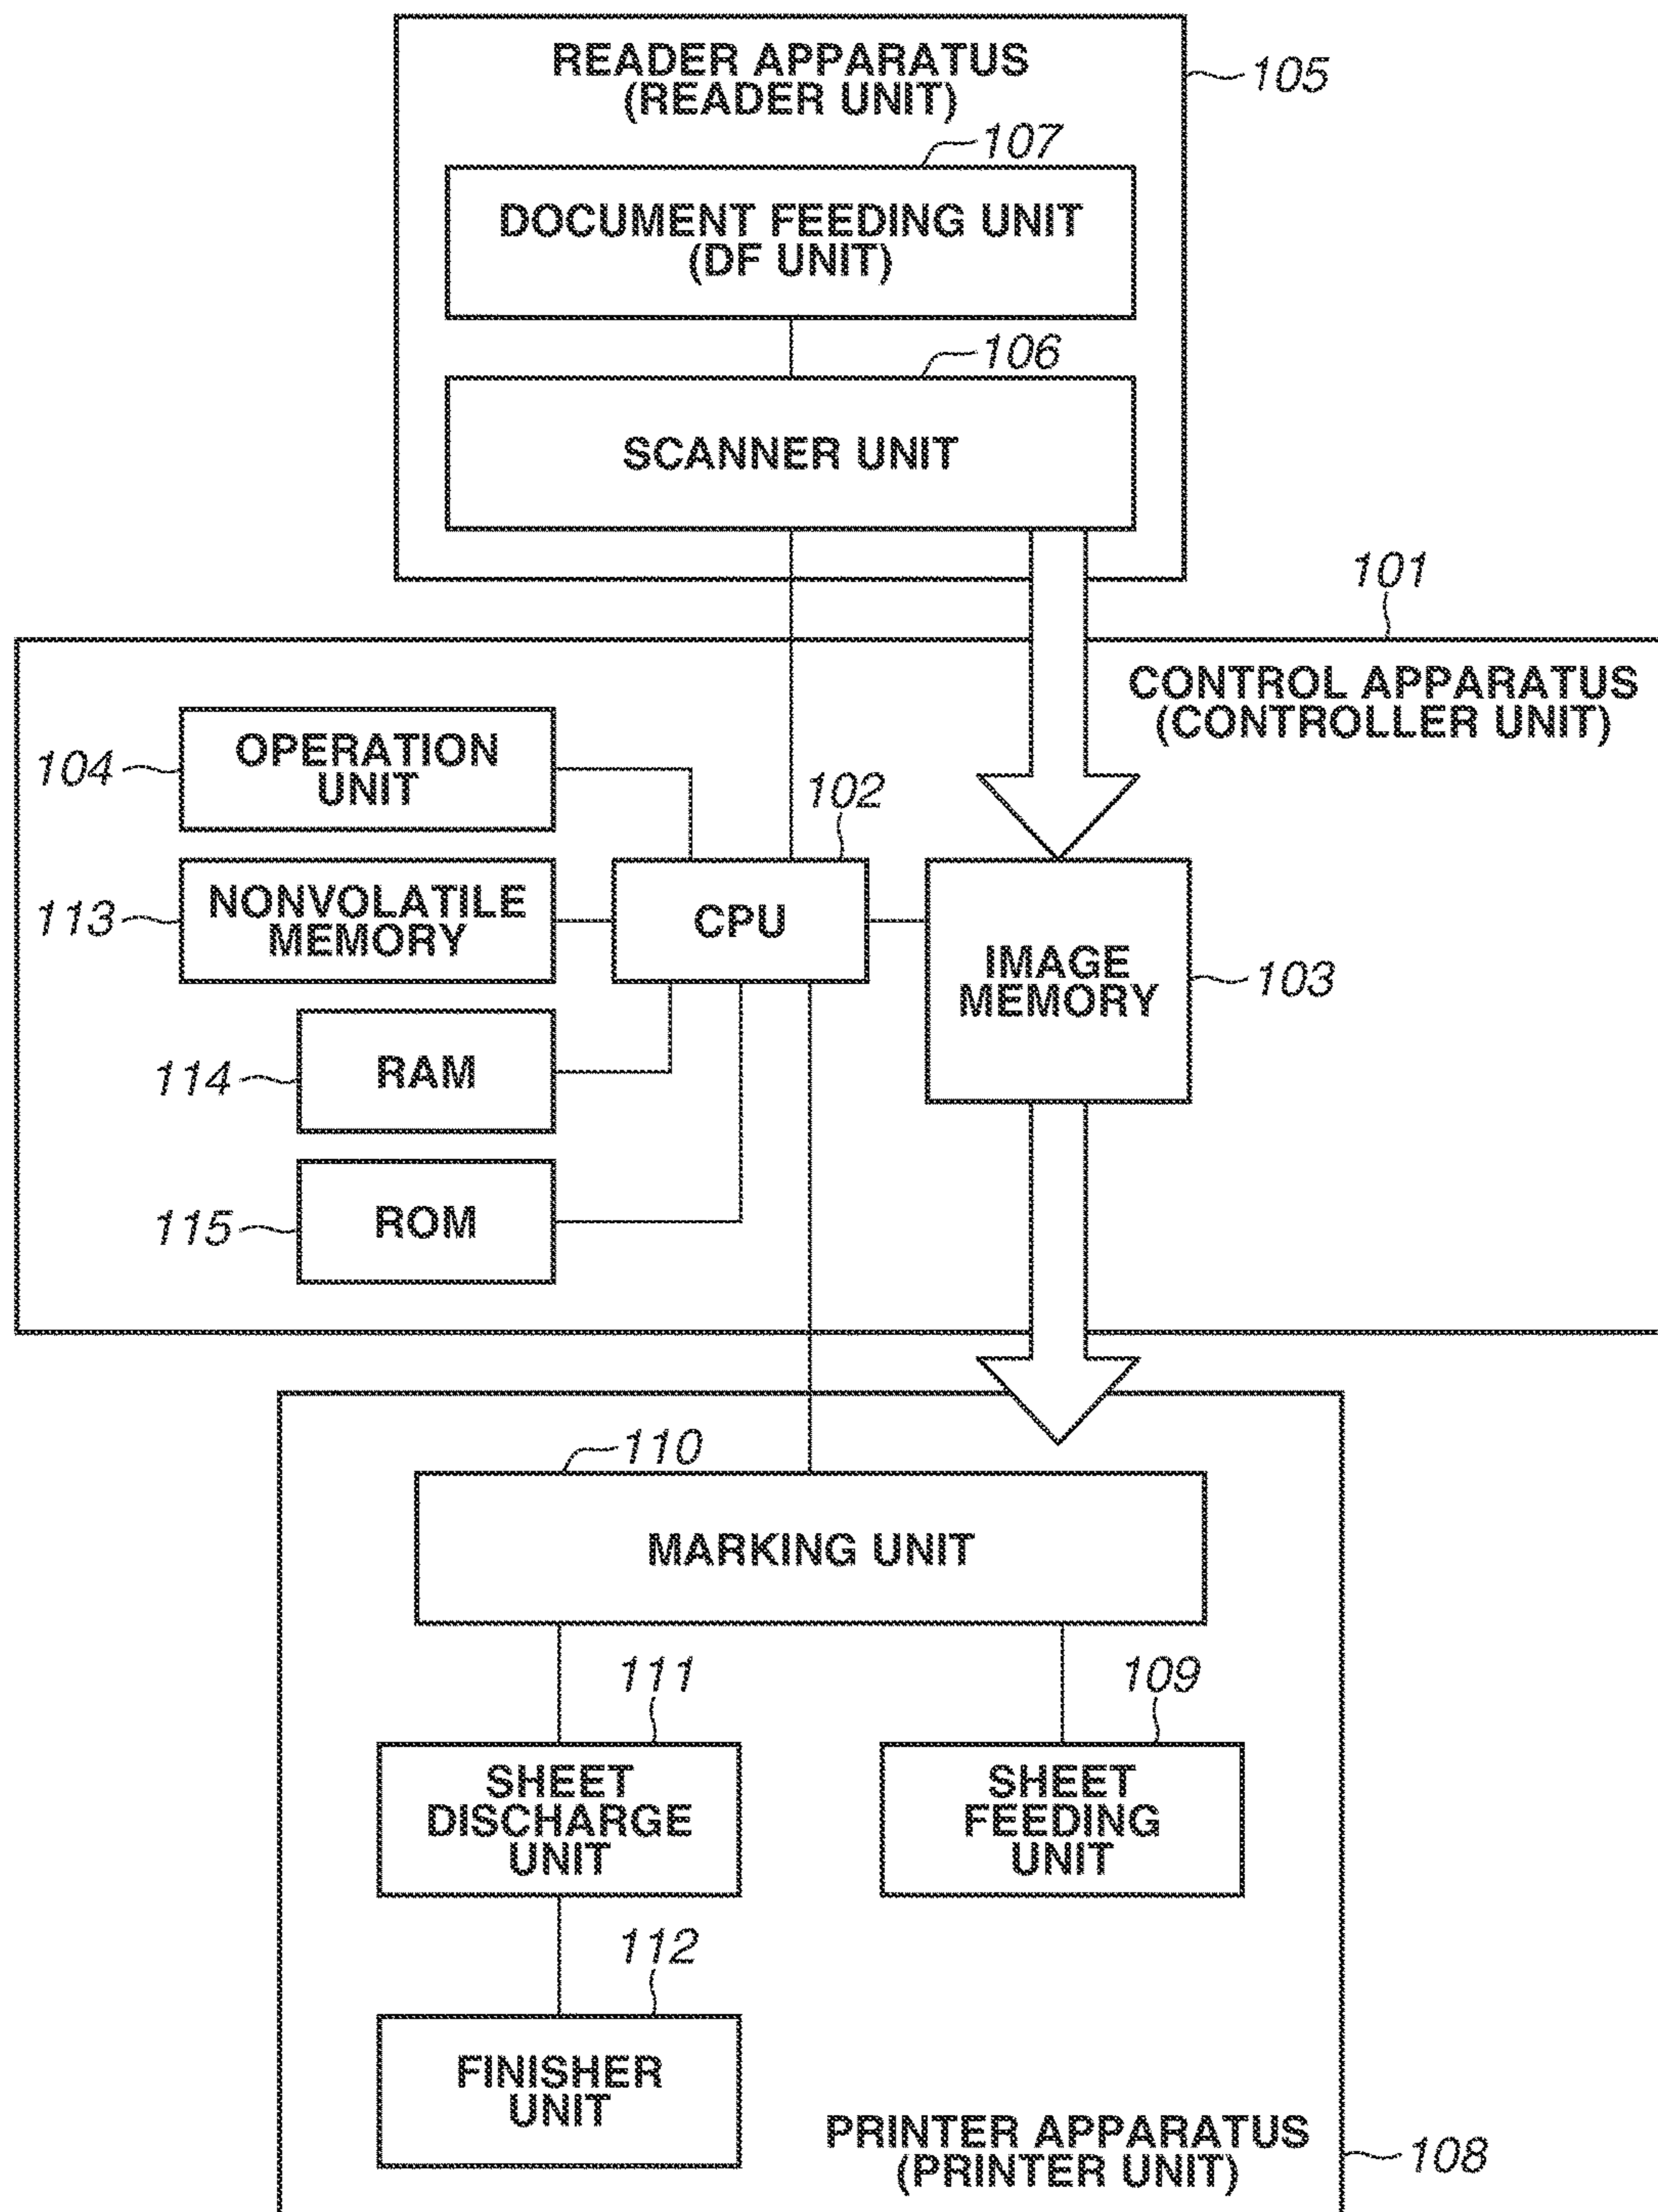 READER APPARATUS
(READER UNIT)
105
107
DOCUMENT FEEDING UNIT
(DF UNIT)
106
SCANNER UNIT
101
CONTROL APPARATUS
(CONTROLLER UNIT)
104
OPERATION
UNIT
102
113
NONVOLATILE
MEMORY
CPU
IMAGE
MEMORY
103
114
RAM
115
ROM
110
MARKING UNIT
111
109
SHEET
DISCHARGE
UNIT
SHEET
FEEDING
UNIT
112
FINISHER
UNIT
PRINTER APPARATUS
(PRINTER UNIT)
108